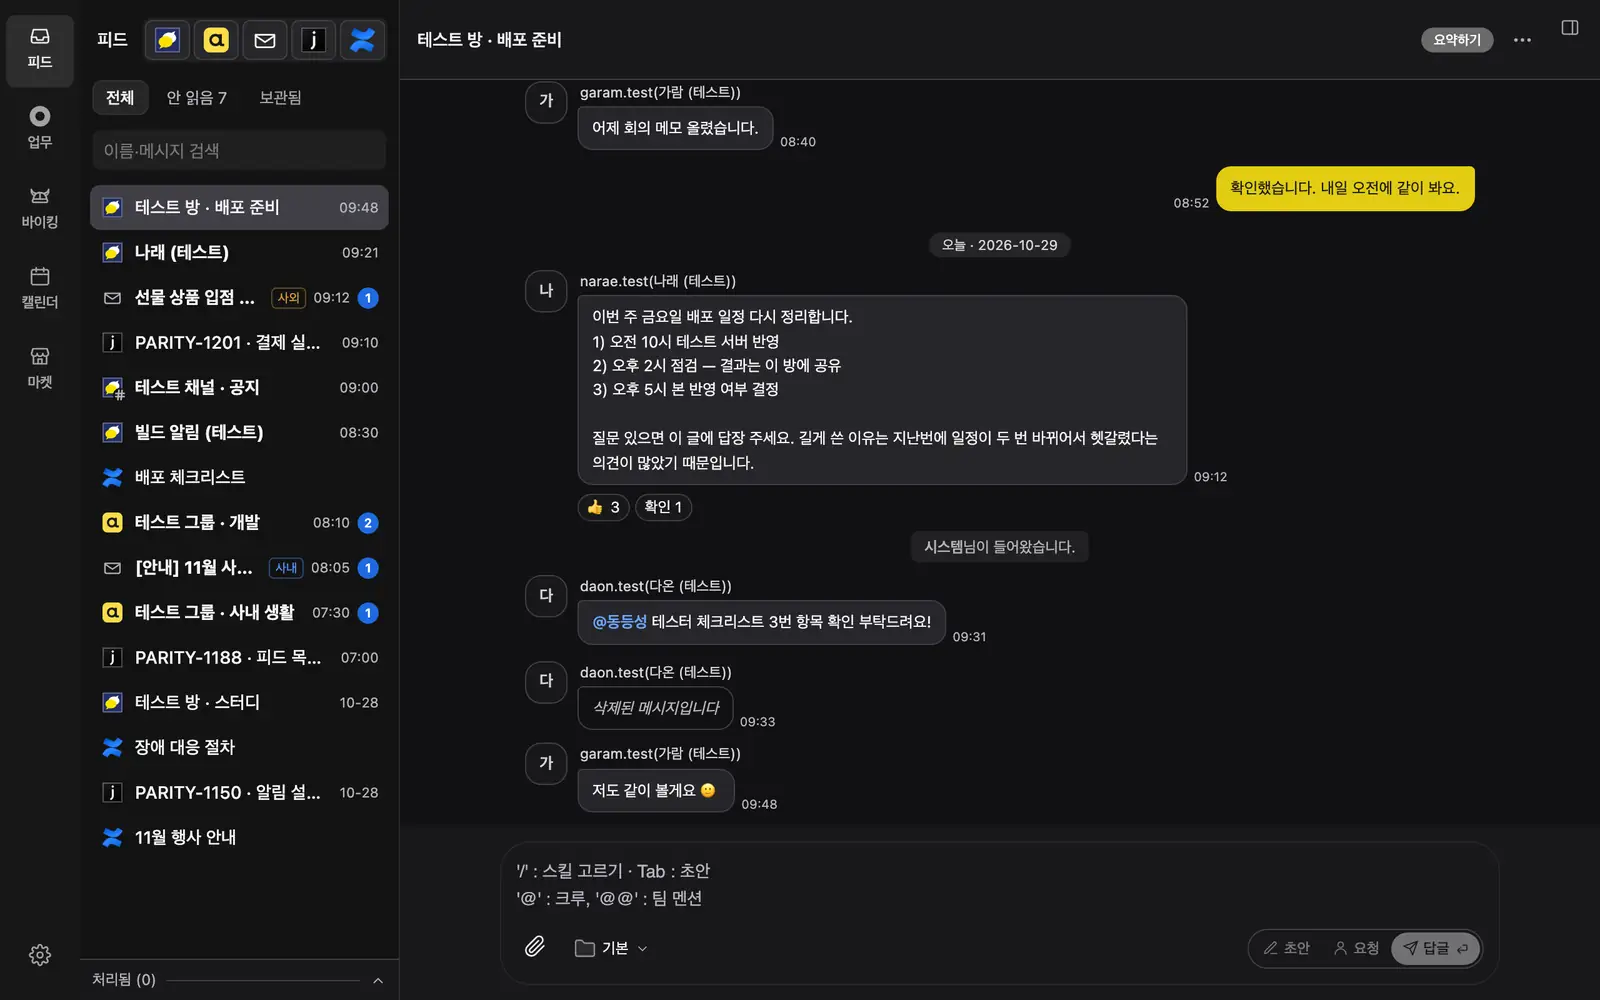 피드
업무
바이킹
캘린더
마켓
피드
전체 안 읽음 7 보관됨
이름·메시지 검색
테스트 방 · 배포 준비 09:48
나래 (테스트) 09:21
선물 상품 입점 ... 사외 09:12 1
PARITY-1201 · 결제 실... 09:10
테스트 채널 · 공지 09:00
빌드 알림 (테스트) 08:30
배포 체크리스트
테스트 그룹 · 개발 08:10 2
[안내] 11월 사... 사내 08:05 1
테스트 그룹 · 사내 생활 07:30 1
PARITY-1188 · 피드 목... 07:00
테스트 방 · 스터디 10-28
장애 대응 절차
PARITY-1150 · 알림 설... 10-28
11월 행사 안내
처리됨 (0)
테스트 방 · 배포 준비
요약하기
가
garam.test(가람 (테스트))
어제 회의 메모 올렸습니다.
08:40
확인했습니다. 내일 오전에 같이 봐요.
08:52
오늘 · 2026-10-29
나
narae.test(나래 (테스트))
이번 주 금요일 배포 일정 다시 정리합니다.
1) 오전 10시 테스트 서버 반영
2) 오후 2시 점검 — 결과는 이 방에 공유
3) 오후 5시 본 반영 여부 결정
질문 있으면 이 글에 답장 주세요. 길게 쓴 이유는 지난번에 일정이 두 번 바뀌어서 헷갈렸다는
의견이 많았기 때문입니다.
09:12
👍 3 확인 1
시스템님이 들어왔습니다.
다
daon.test(다온 (테스트))
@동등성 테스터 체크리스트 3번 항목 확인 부탁드려요!
09:31
다
daon.test(다온 (테스트))
삭제된 메시지입니다
09:33
가
garam.test(가람 (테스트))
저도 같이 볼게요 🙂
09:48
'/' : 스킬 고르기 · Tab : 초안
'@' : 크루, '@@' : 팀 멘션
기본
초안 요청 답글